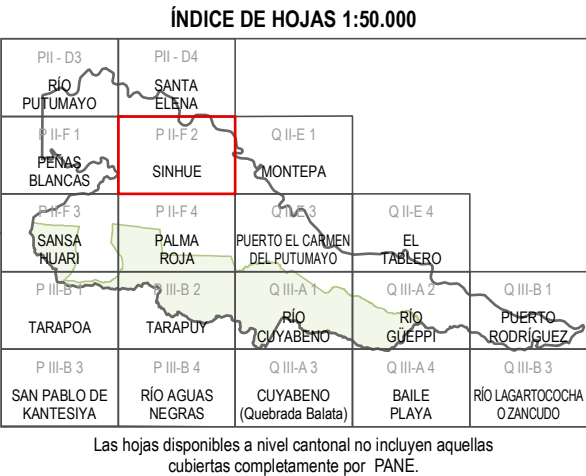 ÍNDICE DE HOJAS 1:50.000
PII - D3
RÍO
PUTUMAYO
PII - D4
SANTA
ELENA
P II-F 1
PEÑAS
BLANCAS
P II-F 2
SINHUE
Q II-E 1
MONTEPA
P II-F 3
SANSA
HUARI
P II-F 4
PALMA
ROJA
Q II-E 3
PUERTO EL CARMEN
DEL PUTUMAYO
Q II-E 4
EL
TABLERO
P III-B 1
TARAPOA
P III-B 2
TARAPUY
Q III-A 1
RÍO
CUYABENO
Q III-A 2
RÍO
GÜEPPI
Q III-B 1
PUERTO
RODRÍGUEZ
P III-B 3
SAN PABLO DE
KANTESIYA
P III-B 4
RÍO AGUAS
NEGRAS
Q III-A 3
CUYABENO
(Quebrada Balata)
Q III-A 4
BAILE
PLAYA
Q III-B 3
RÍO LAGARTOCOCHA
O ZANCUDO
Las hojas disponibles a nivel cantonal no incluyen aquellas
cubiertas completamente por PANE.